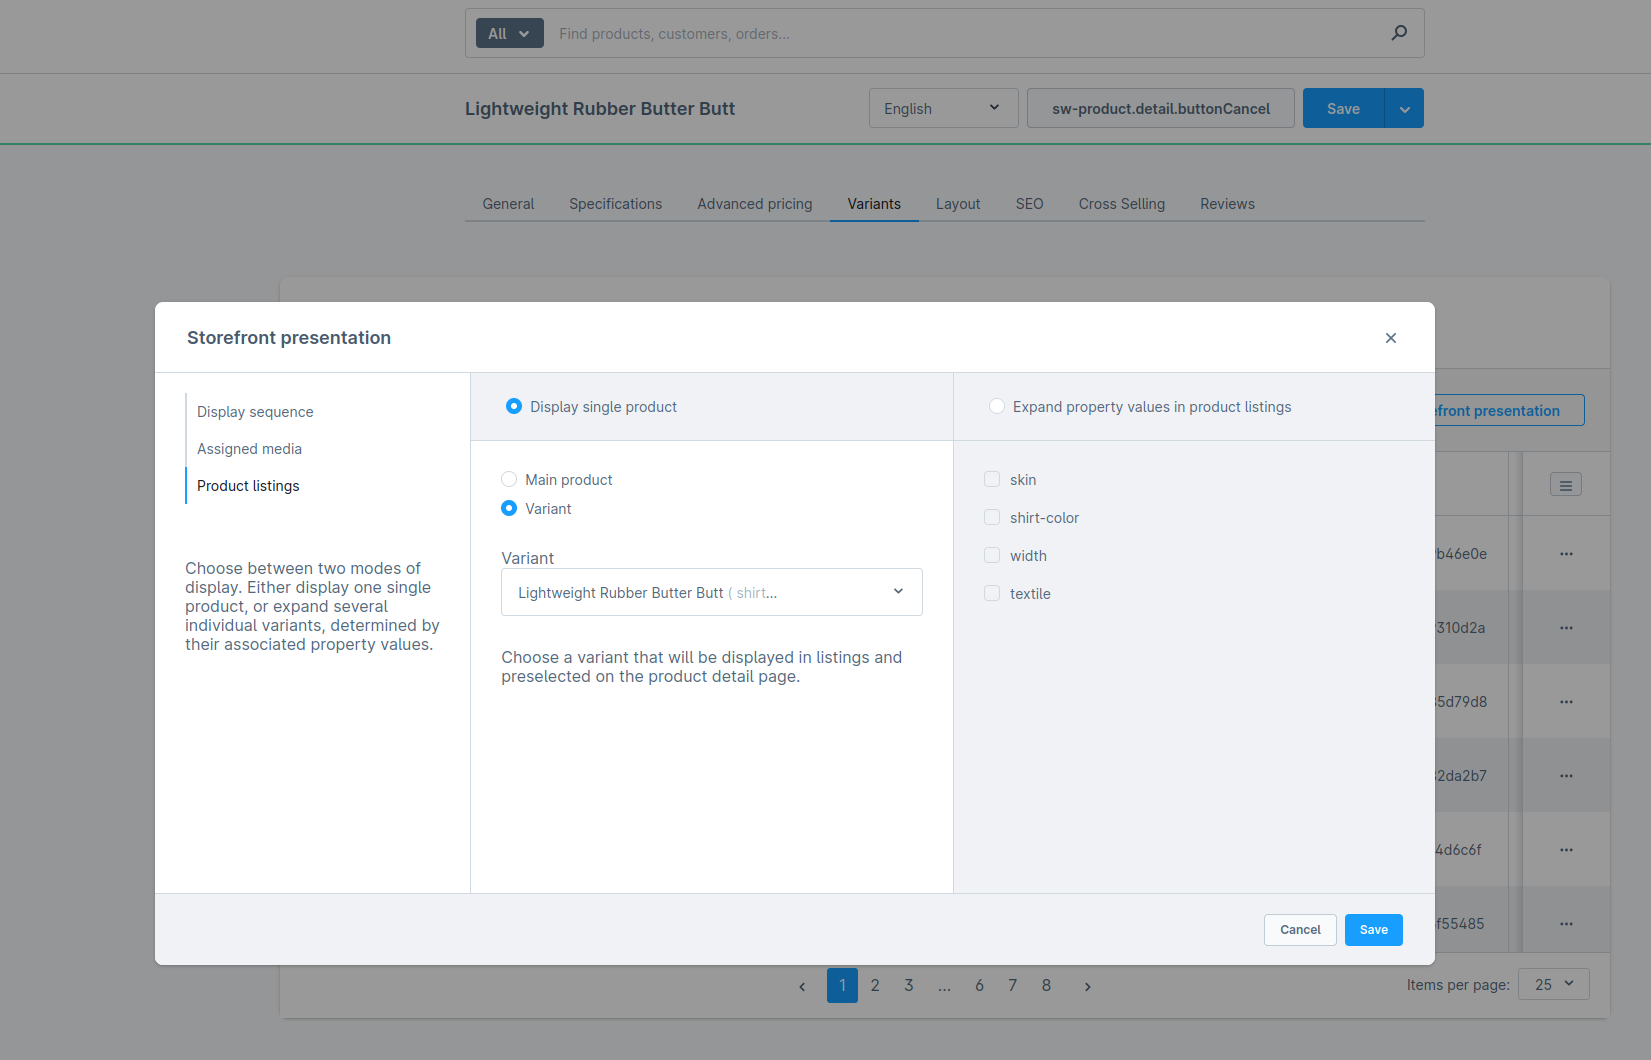 All
Find products, customers, orders...
Lightweight Rubber Butter Butt
English
sw-product.detail.buttonCancel
Save
General
Specifications
Advanced pricing
Variants
Layout
SEO
Cross Selling
Reviews
Storefront presentation
front presentation
Display sequence
Assigned media
Product listings
Choose between two modes of
display. Either display one single
product, or expand several
individual variants, determined by
their associated property values.
Display single product
Main product
Variant
Variant
Lightweight Rubber Butter Butt ( shirt...
Choose a variant that will be displayed in listings and
preselected on the product detail page.
Expand property values in product listings
skin
shirt-color
width
textile
b46e0e
310d2a
5d79d8
2da2b7
4d6c6f
f55485
Cancel
Save
1 2 3 ... 6 7 8
Items per page: 25